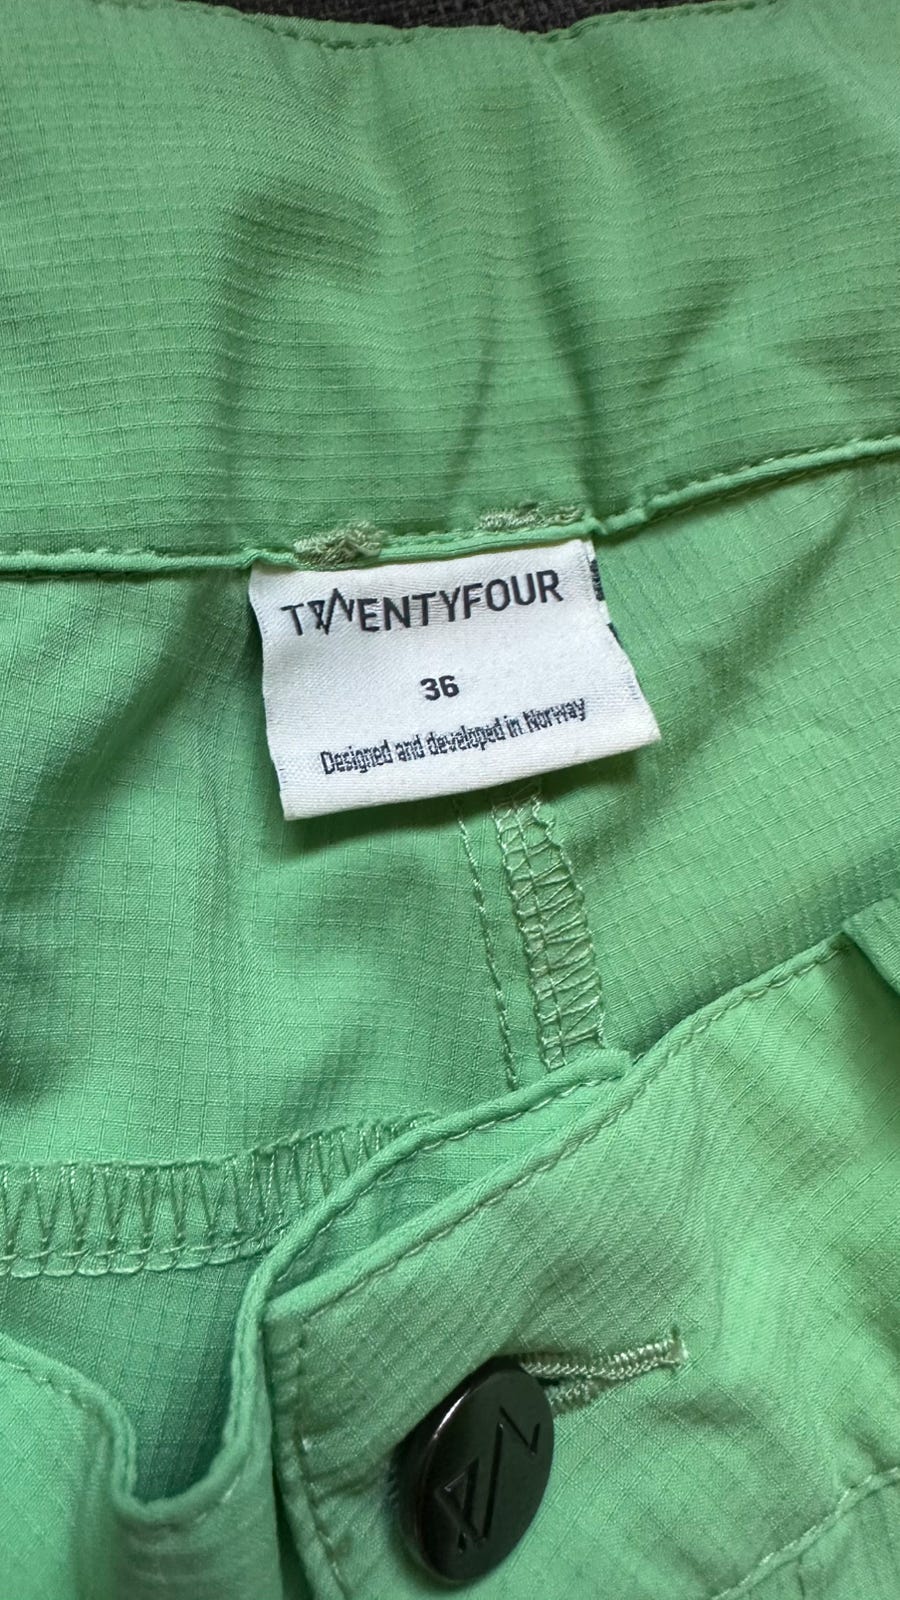 TWENTYFOUR
36
Designed and developed in Norway